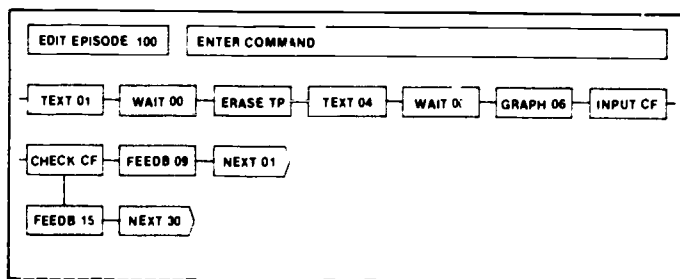 EDIT EPISODE 100 ENTER COMMAND
TEXT 01 WAIT 00 ERASE TP TEXT 04 WAIT GRAPH 06 INPUT CF
CHECK CF FEEDB 09 NEXT 01
FEEDB 15 NEXT 30